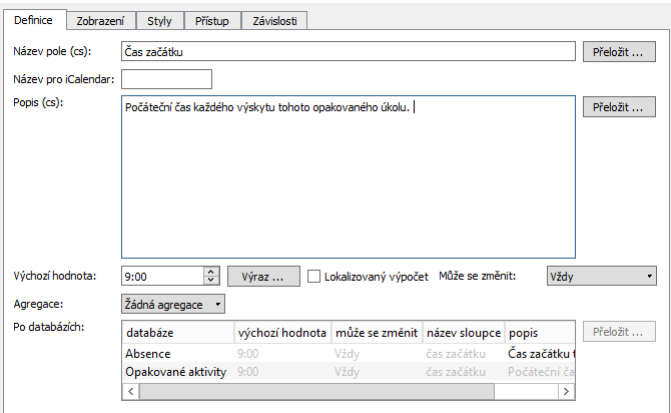 Definice Zobrazení Styly Přístup Závislosti
Název pole (cs): Čas začátku Přeložit ...
Název pro iCalendar:
Popis (cs): Počáteční čas každého výskytu tohoto opakovaného úkolu. Přeložit ...
Výchozí hodnota: 9:00 Výraz ... Lokalizovaný výpočet Může se změnit: Vždy
Agregace: Žádná agregace
Po databázích: Přeložit ...
databáze výchozí hodnota může se změnit název sloupce popis
Absence 9:00 Vždy čas začátku Čas začátku
Opakované aktivity 9:00 Vždy čas začátku Počáteční